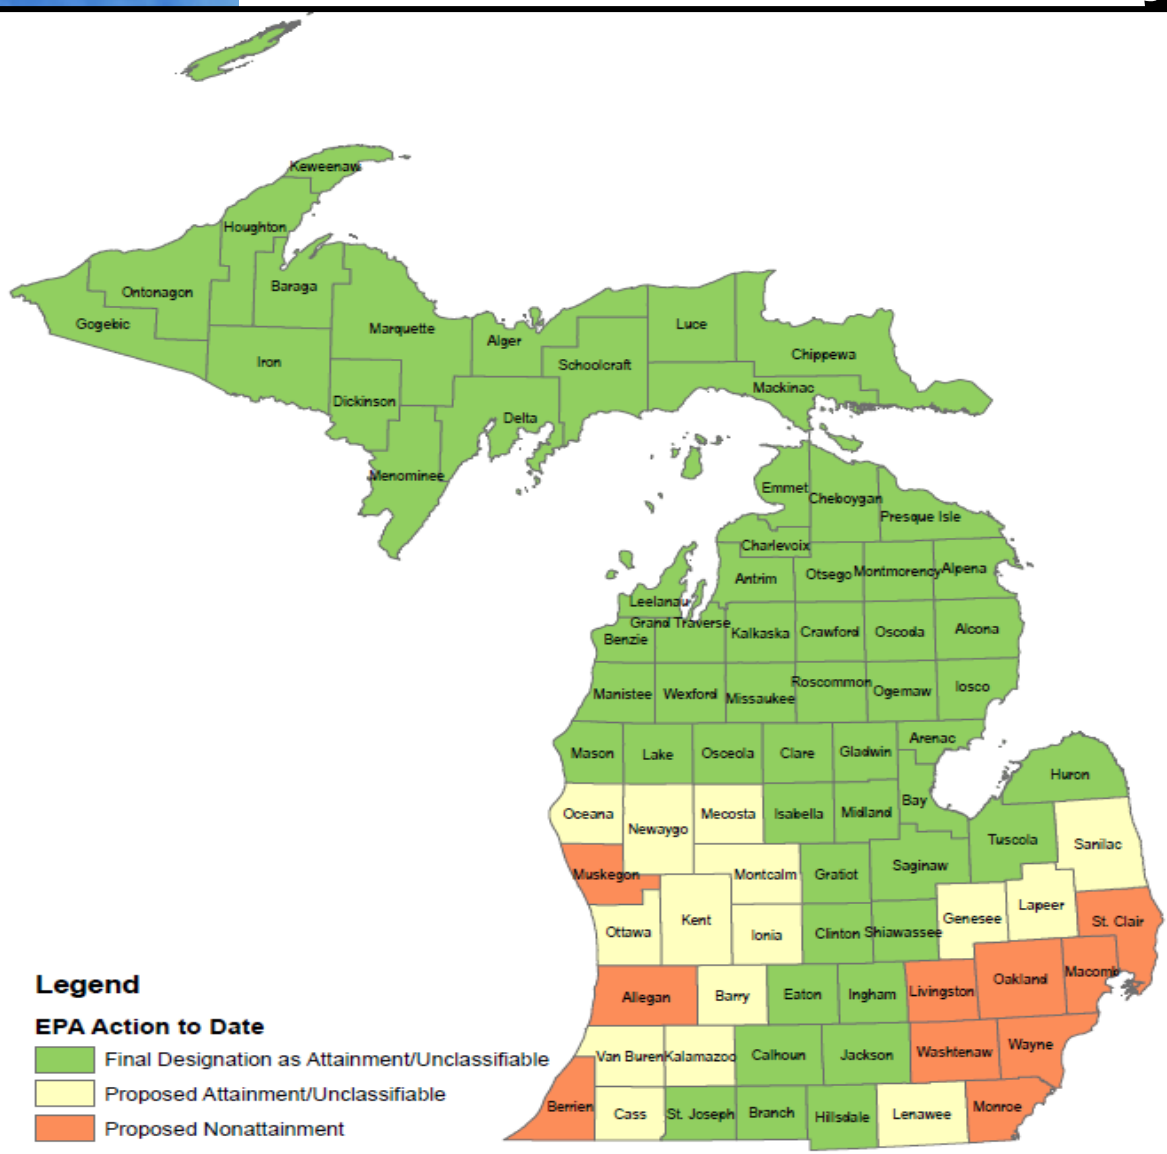 Keweenaw
Houghton
Ontonagon
Baraga
Gogebic
Marquette
Alger
Luce
Iron
Schoolcraft
Chippewa
Mackinac
Dickinson
Delta
Menominee
Emmet
Cheboygan
Presque Isle
Charlevoix
Antrim
Otsego
Montmorency
Alpena
Leelanau
Grand Traverse
Benzie
Kalkaska
Crawford
Oscoda
Alcona
Manistee
Wexford
Missaukee
Roscommon
Ogemaw
Iosco
Mason
Lake
Osceola
Clare
Gladwin
Arenac
Huron
Oceana
Newaygo
Mecosta
Isabella
Midland
Bay
Tuscola
Sanilac
Muskegon
Montcalm
Gratiot
Saginaw
Ottawa
Kent
Ionia
Clinton
Shiawassee
Genesee
Lapeer
St. Clair
Allegan
Barry
Eaton
Ingham
Livingston
Oakland
Macomb
Van Buren
Kalamazoo
Calhoun
Jackson
Washtenaw
Wayne
Berrien
Cass
St. Joseph
Branch
Hillsdale
Lenawee
Monroe
Legend
EPA Action to Date
Final Designation as Attainment/Unclassifiable
Proposed Attainment/Unclassifiable
Proposed Nonattainment